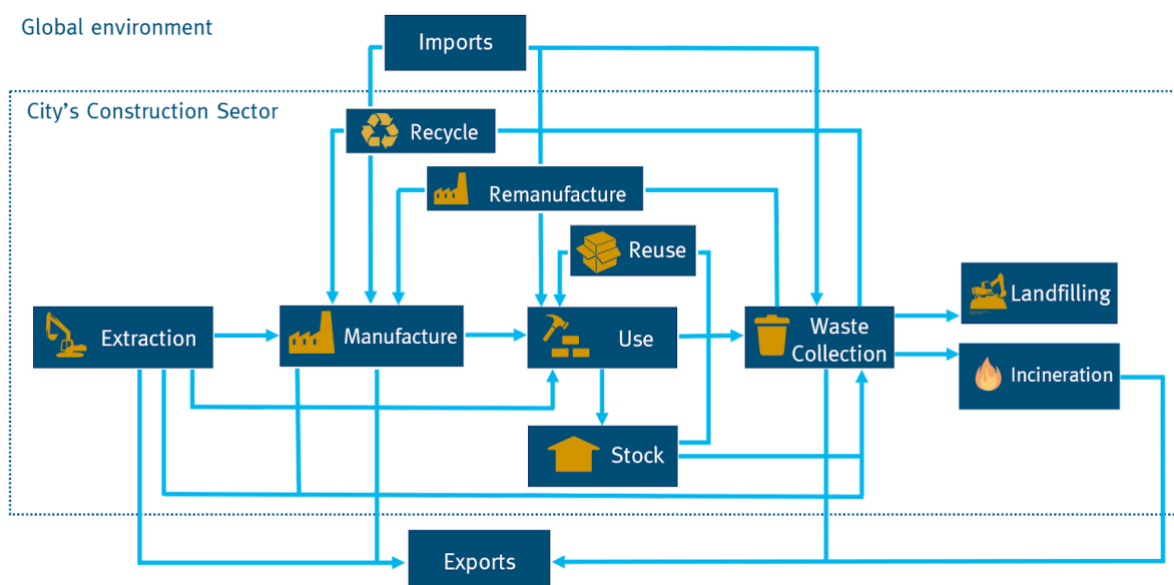 Global environment
Imports
City's Construction Sector
Recycle
Remanufacture
Reuse
Extraction
Manufacture
Use
Waste
Collection
Landfilling
Incineration
Stock
Exports